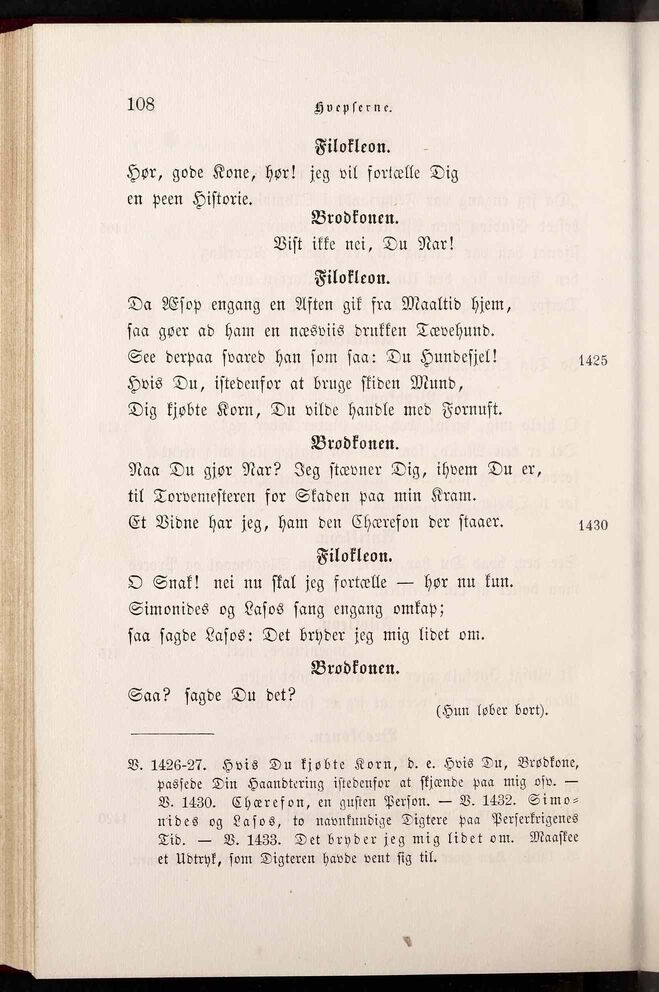 108
Hvepserne.
Filokleon.
Hør, gode Kone, hør! jeg vil fortælle Dig
en peen Historie.
Brodkonen.
Vist ikke nei, Du Nar!
Filokleon.
Da Æsop engang en Aften gik fra Maaltid hjem,
saa gøer ad ham en næsviis drukken Tævehund.
See derpaa svared han som saa: Du Hundesjel! 1425
Hvis Du, istedenfor at bruge skiden Mund,
Dig kjøbte Korn, Du vilde handle med Fornuft.
Brodkonen.
Naa Du gjør Nar? Jeg stævner Dig, ihvem Du er,
til Torvemesteren for Skaden paa min Kram.
Et Vidne har jeg, ham den Chærefon der staaer. 1430
Filokleon.
O Snak! nei nu skal jeg fortælle — hør nu kun.
Simonides og Lasos sang engang omkap;
saa sagde Lasos: Det bryder jeg mig lidet om.
Brødkonen.
Saa? sagde Du det?
(Hun løber bort).
V. 1426-27. Hvis Du kjøbte Korn, d. e. Hvis Du, Brødkone,
passede Din Haandtering istedenfor at skjænde paa mig osv. —
V. 1430. Chærefon, en gusten Person. — V. 1432. Simo-
nides og Lasos, to navnkundige Digtere paa Perserkrigenes
Tid. — V. 1433. Det bryder jeg mig lidet om. Maaskee
et Udtryk, som Digteren havde vent sig til.